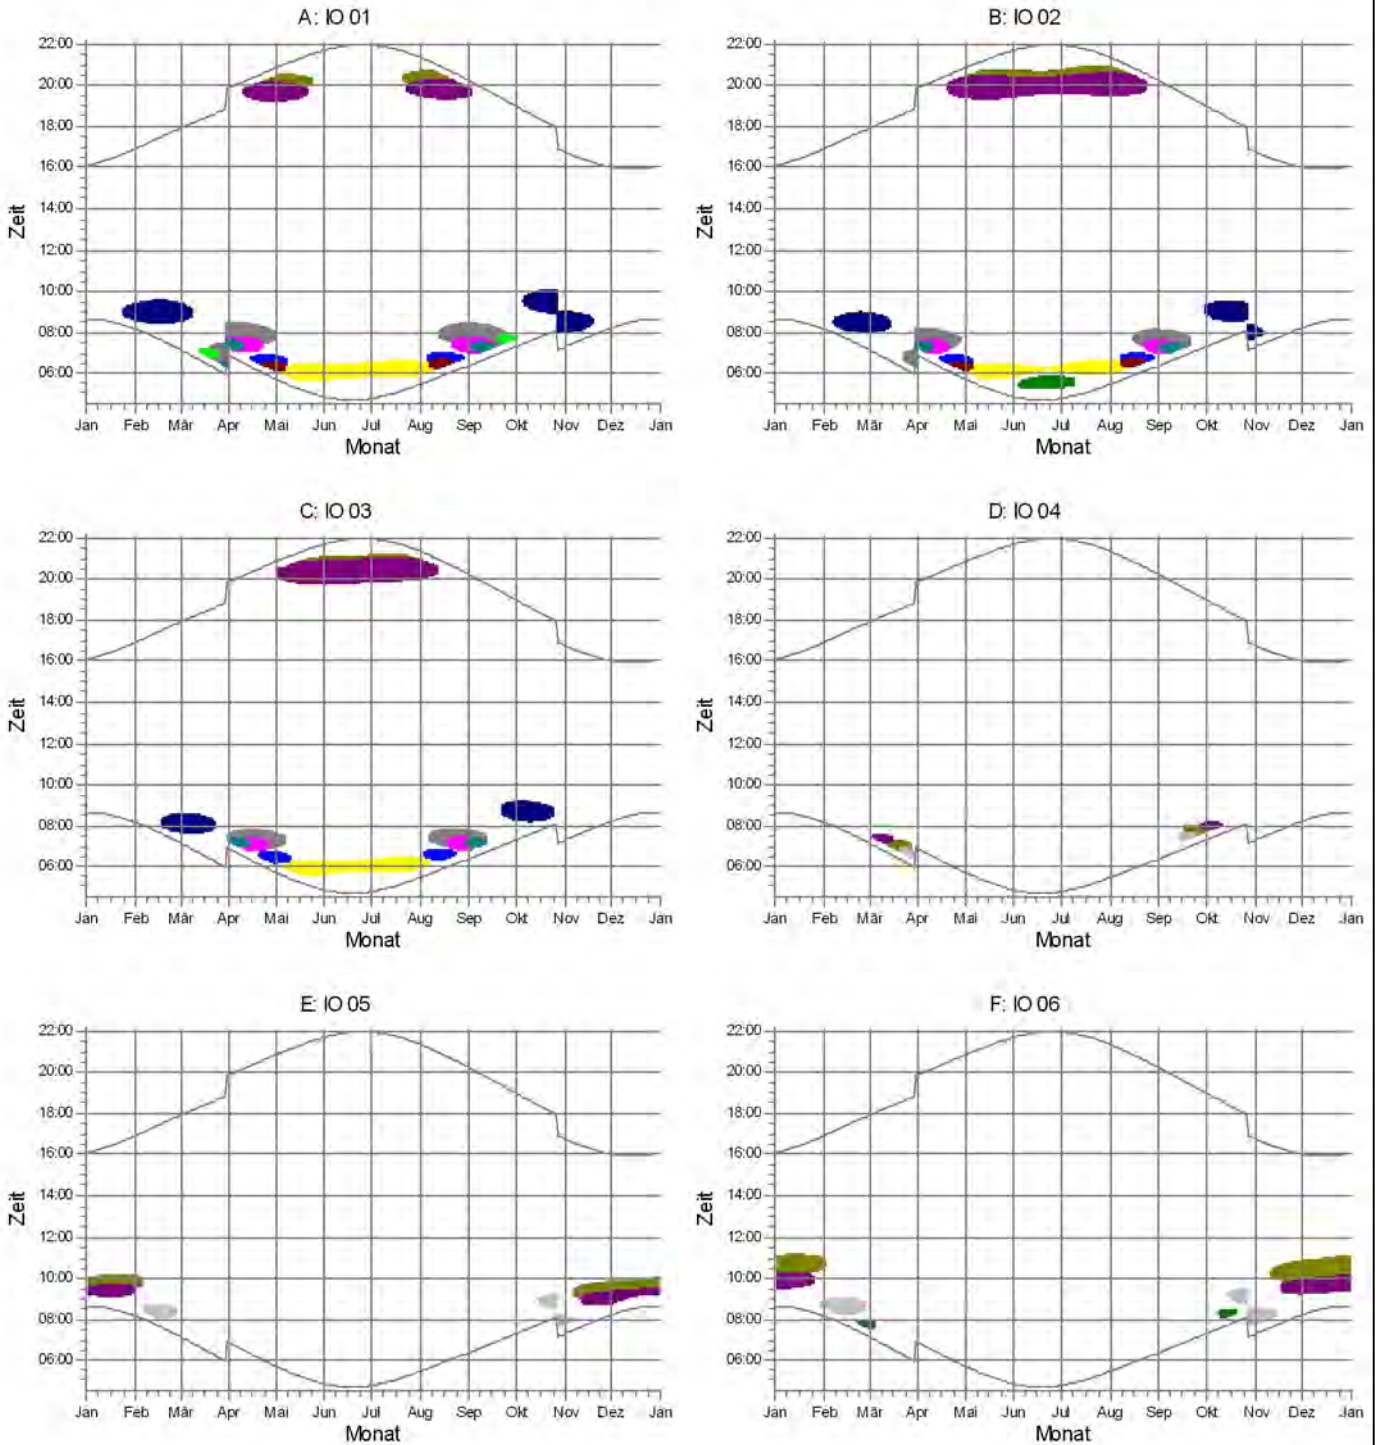 A: IO 01
22:00
20:00
18:00
16:00
14:00
12:00
10:00
08:00
06:00
Zeit
Jan Feb Mär Apr Mai Jun Jul Aug Sep Okt Nov Dez Jan
Monat
B: IO 02
22:00
20:00
18:00
16:00
14:00
12:00
10:00
08:00
06:00
Zeit
Jan Feb Mär Apr Mai Jun Jul Aug Sep Okt Nov Dez Jan
Monat
C: IO 03
22:00
20:00
18:00
16:00
14:00
12:00
10:00
08:00
06:00
Zeit
Jan Feb Mär Apr Mai Jun Jul Aug Sep Okt Nov Dez Jan
Monat
D: IO 04
22:00
20:00
18:00
16:00
14:00
12:00
10:00
08:00
06:00
Zeit
Jan Feb Mär Apr Mai Jun Jul Aug Sep Okt Nov Dez Jan
Monat
E: IO 05
22:00
20:00
18:00
16:00
14:00
12:00
10:00
08:00
06:00
Zeit
Jan Feb Mär Apr Mai Jun Jul Aug Sep Okt Nov Dez Jan
Monat
F: IO 06
22:00
20:00
18:00
16:00
14:00
12:00
10:00
08:00
06:00
Zeit
Jan Feb Mär Apr Mai Jun Jul Aug Sep Okt Nov Dez Jan
Monat